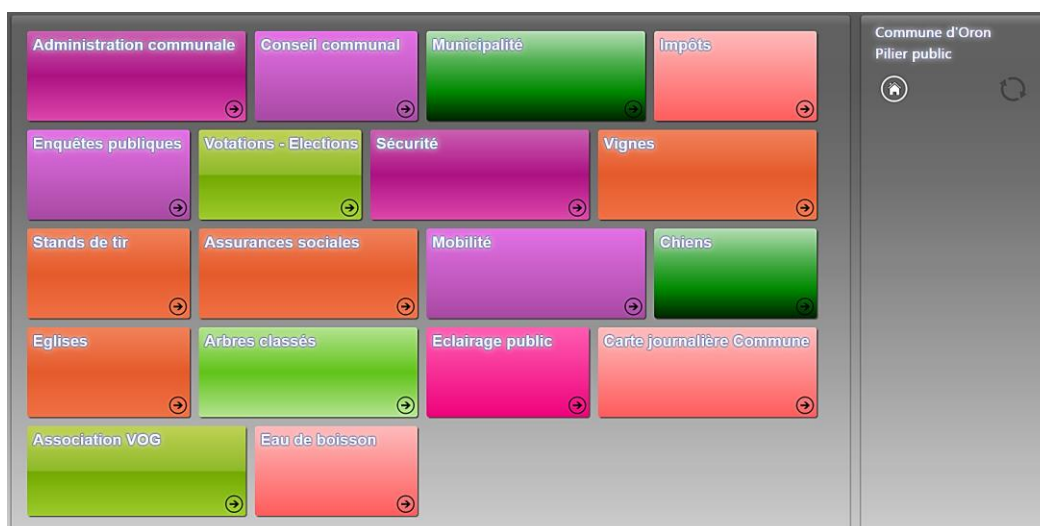 Administration communale
Conseil communal
Municipalité
Impôts
Enquêtes publiques
Votations - Elections
Sécurité
Vignes
Stands de tir
Assurances sociales
Mobilité
Chiens
Eglises
Arbres classés
Eclairage public
Carte journalière Commune
Association VOG
Eau de boisson
Commune d'Oron
Pilier public